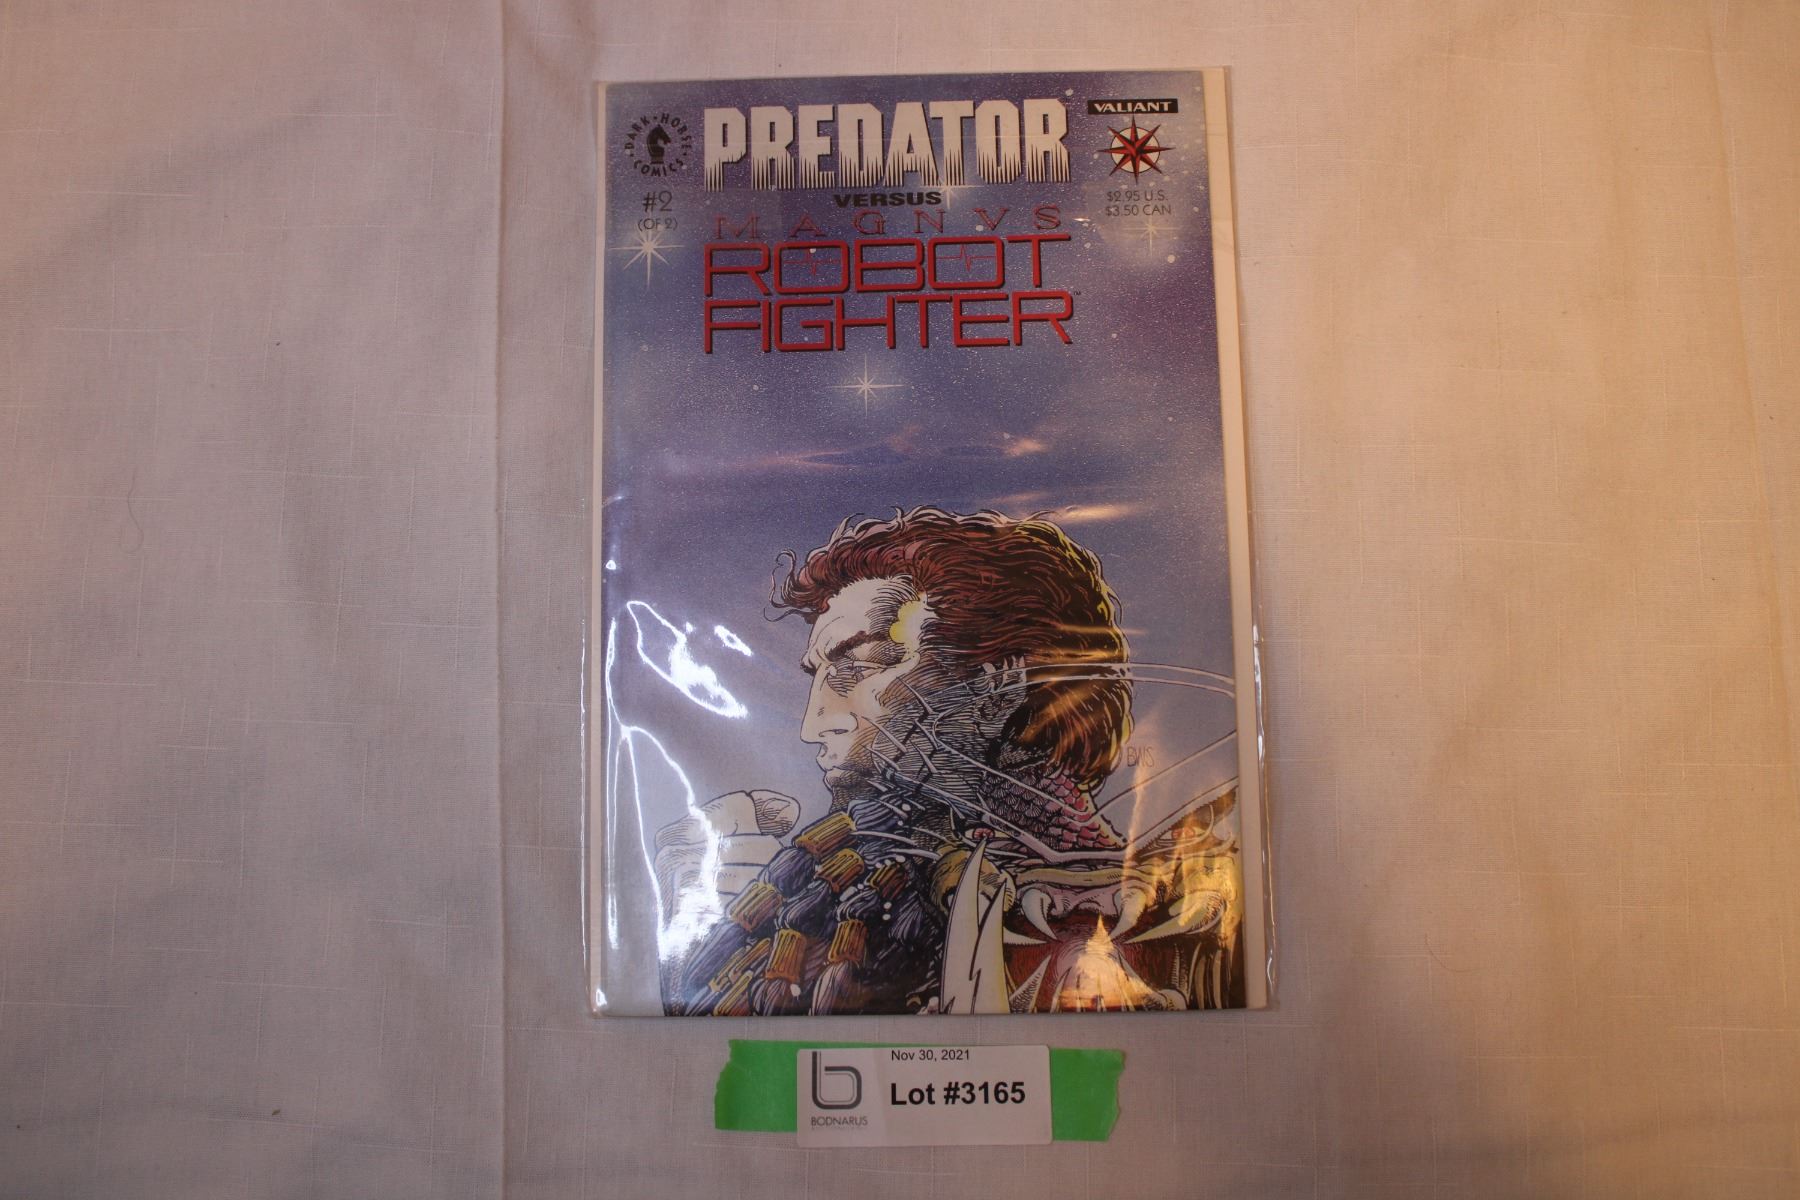 DARK • HORSE
COMICS
#2
(OF 2)
PREDATOR
VERSUS
MAGNVS
ROBOT
FIGHTER™
VALIANT
$2.95 U.S.
$3.50 CAN
BWS
Nov 30, 2021
Lot #3165
BODNARUS